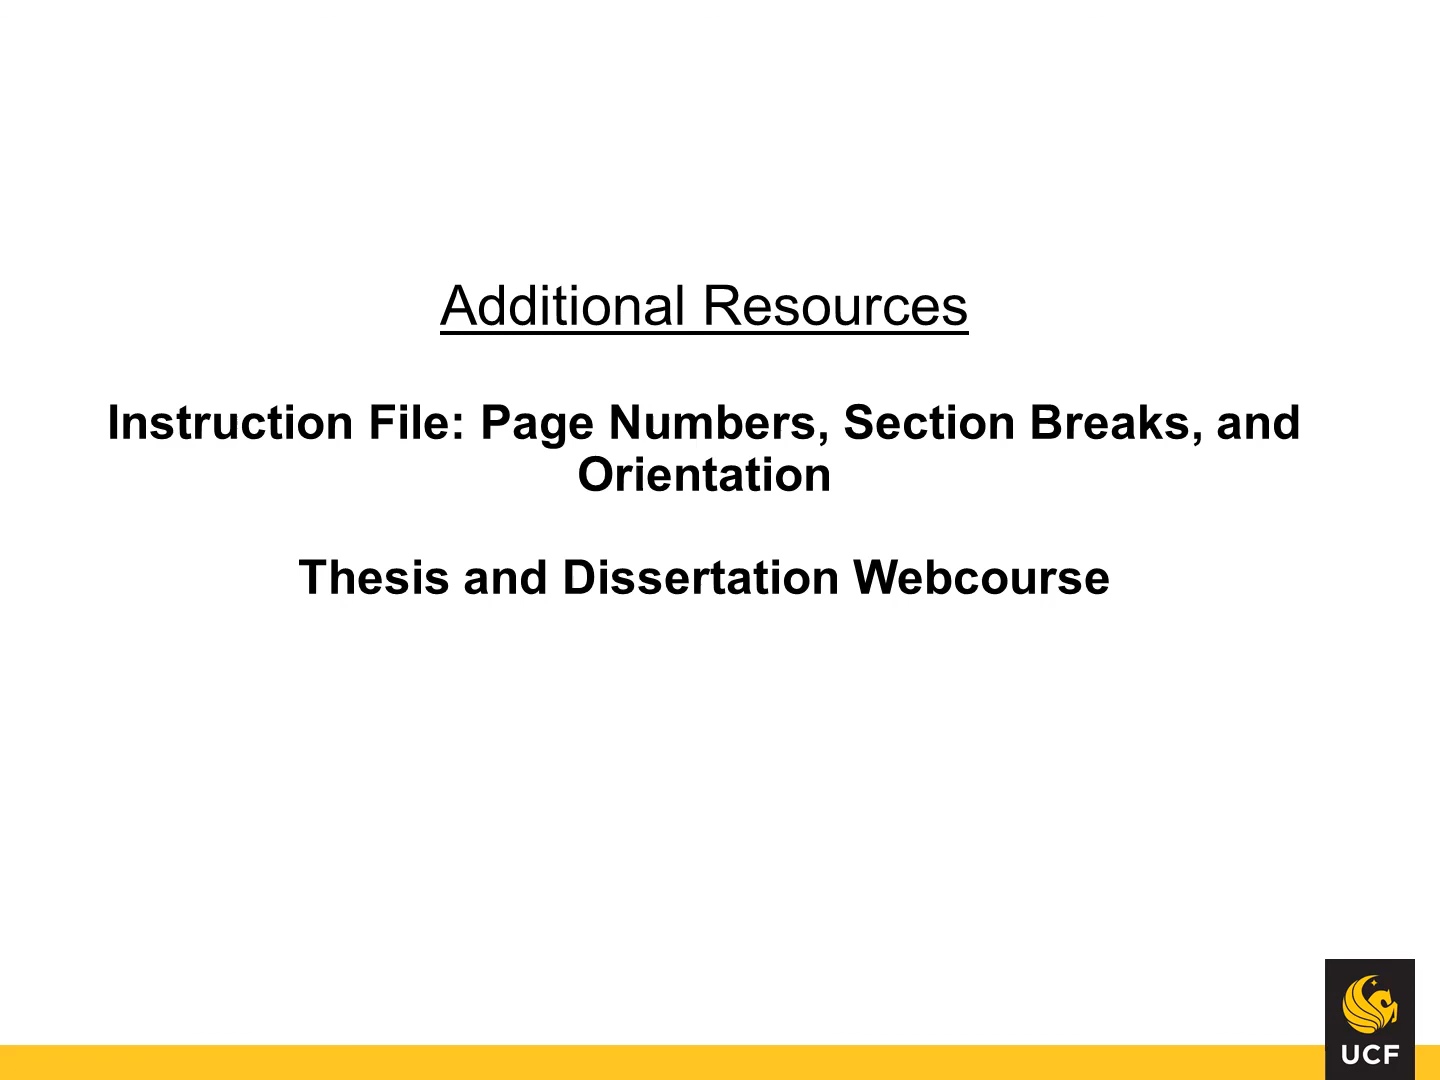 Additional Resources
Instruction File: Page Numbers, Section Breaks, and
Orientation
Thesis and Dissertation Webcourse
UCF